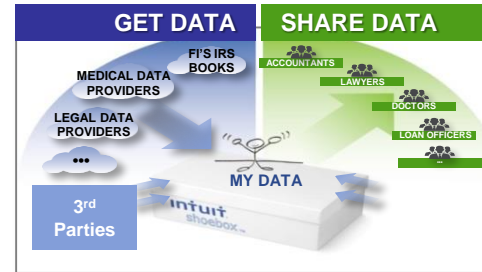 GET DATA
SHARE DATA
FI'S IRS
BOOKS
MEDICAL DATA
PROVIDERS
LEGAL DATA
PROVIDERS
•••
3rd
Parties
ACCOUNTANTS
LAWYERS
DOCTORS
LOAN OFFICERS
...
MY DATA
intuit
shoebox™